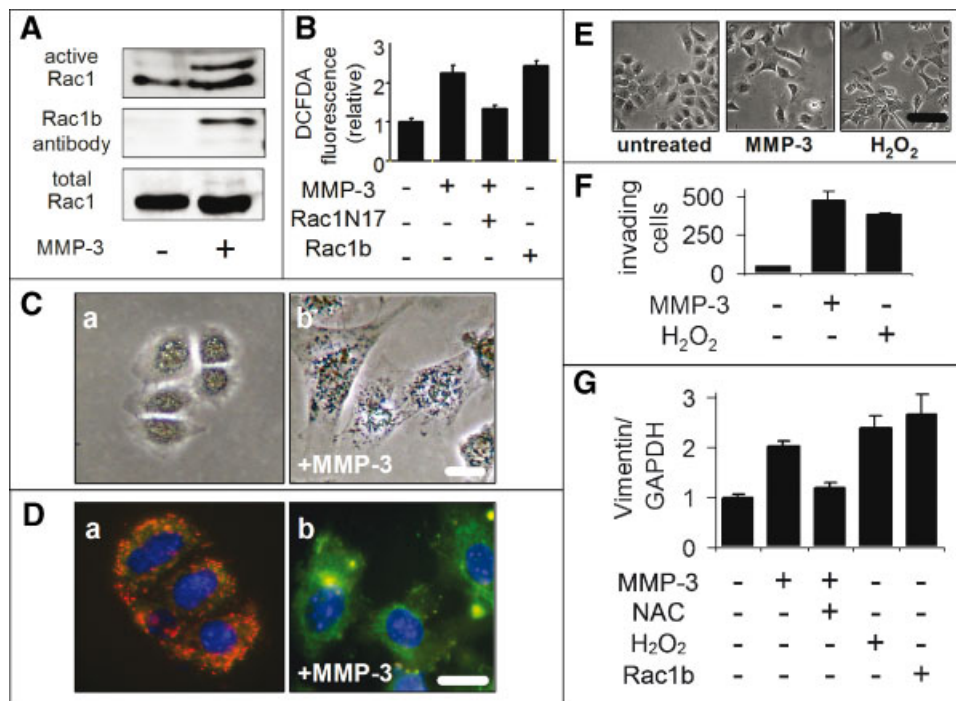 A
active
Rac1
Rac1b
antibody
total
Rac1
MMP-3 - +
B
DCFDA
fluorescence
(relative)
3
2
1
0
MMP-3 - + + -
Rac1N17 - - + -
Rac1b - - - +
C
a
b
+MMP-3
D
a
b
+MMP-3
E
untreated
MMP-3
H₂O₂
F
invading
cells
500
250
0
MMP-3 - + -
H₂O₂ - - +
G
Vimentin/
GAPDH
3
2
1
0
MMP-3 - + + - -
NAC - - + - -
H₂O₂ - - - + -
Rac1b - - - - +